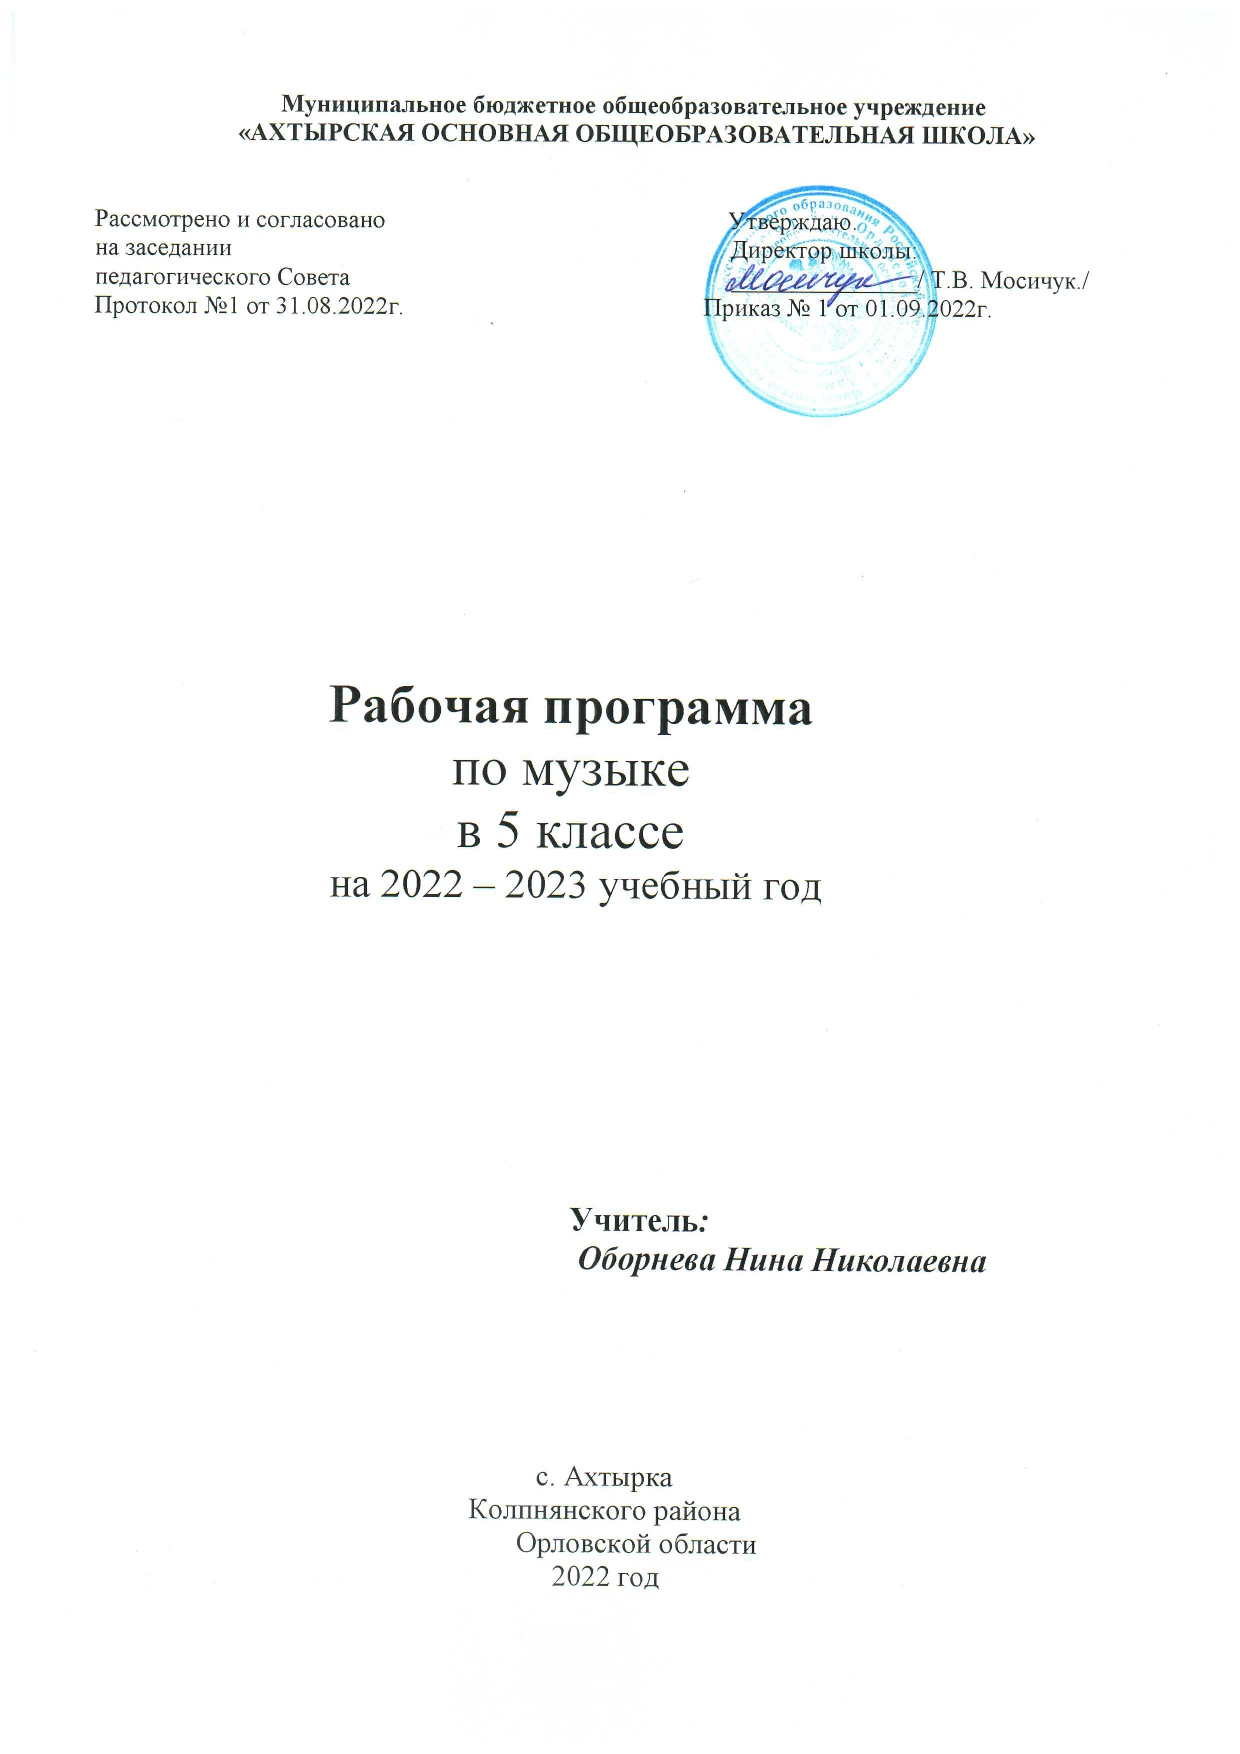 Муниципальное бюджетное общеобразовательное учреждение
«АХТЫРСКАЯ ОСНОВНАЯ ОБЩЕОБРАЗОВАТЕЛЬНАЯ ШКОЛА»
Рассмотрено и согласовано
на заседании
педагогического Совета
Протокол №1 от 31.08.2022г.
Утверждаю.
Директор школы:
Мосичук / Т.В. Мосичук./
Приказ № 1 от 01.09.2022г.
Рабочая программа
по музыке
в 5 классе
на 2022 – 2023 учебный год
Учитель:
Оборнева Нина Николаевна
с. Ахтырка
Колпнянского района
Орловской области
2022 год